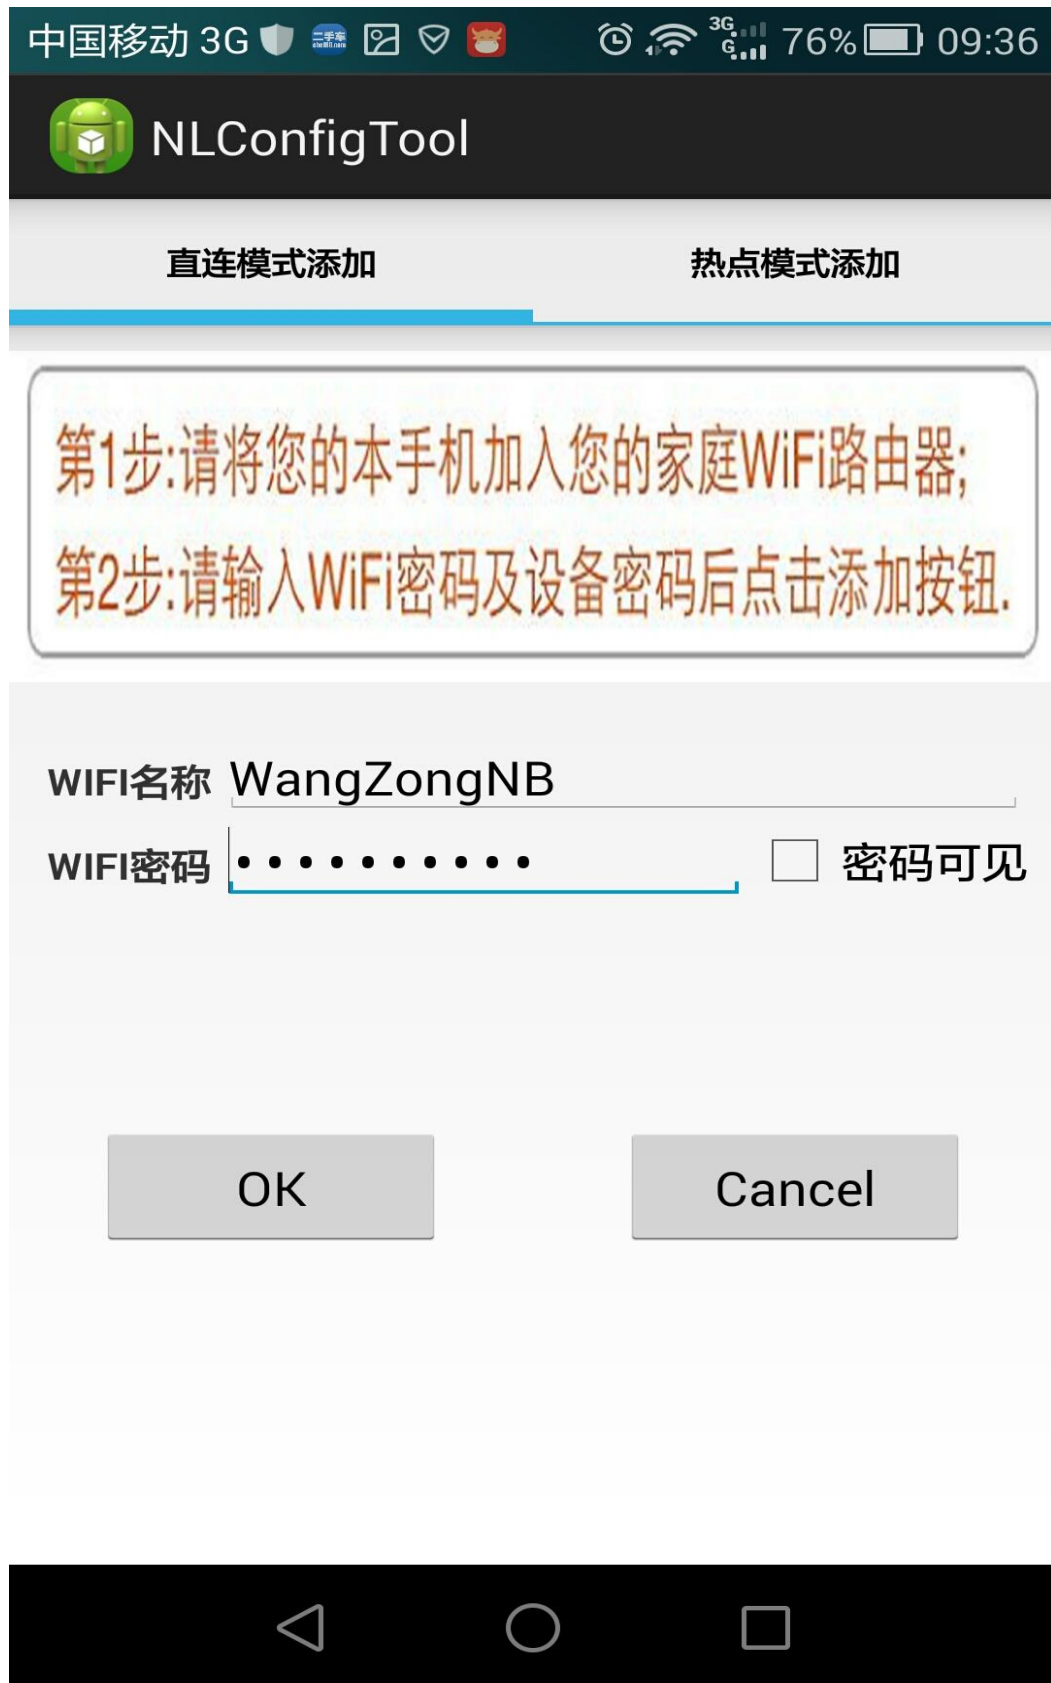 中国移动 3G 二手车 3G G 76% 09:36
NLConfigTool
直连模式添加 热点模式添加
第1步:请将您的本手机加入您的家庭WiFi路由器;
第2步:请输入WiFi密码及设备密码后点击添加按钮.
WIFI名称 WangZongNB
WIFI密码 •••••••••• 密码可见
OK Cancel